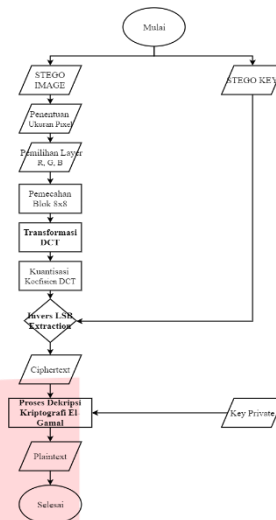 Mulai
STEGO
IMAGE
STEGO KEY
Penentuan
Ukuran Pixel
Pemilihan Layer
R, G, B
Pemecahan
Blok 8x8
Transformasi
DCT
Kuantisasi
Koefisien DCT
Invers LSB
Extraction
Ciphertext
Proses Dekripsi
Kriptografi El-
Gamal
Key Private
Plaintext
Selesai